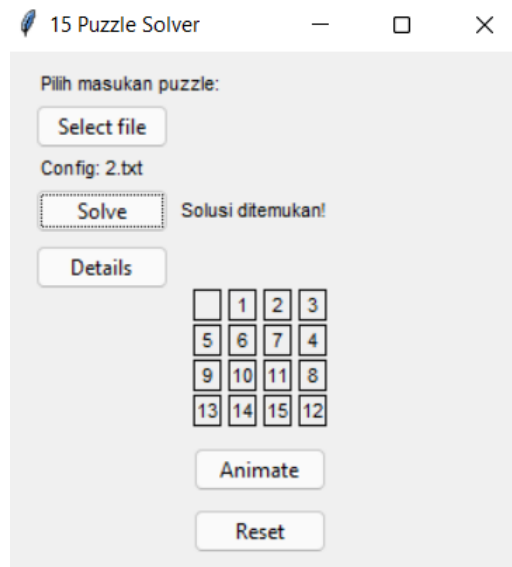 15 Puzzle Solver
Pilih masukan puzzle:
Select file
Config: 2.txt
Solve Solusi ditemukan!
Details
1 2 3
5 6 7 4
9 10 11 8
13 14 15 12
Animate
Reset